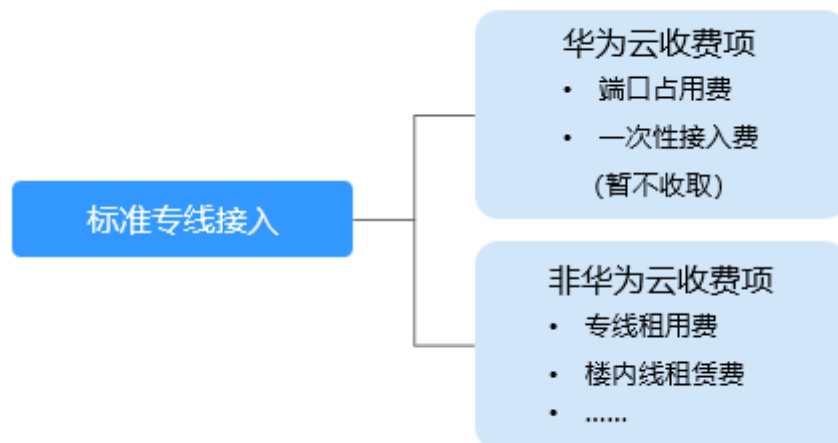 华为云收费项
• 端口占用费
• 一次性接入费
(暂不收取)
标准专线接入
非华为云收费项
• 专线租用费
• 楼内线租赁费
• ......